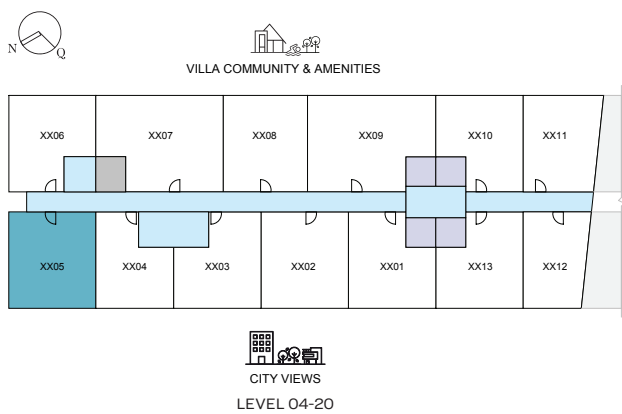 N
Q
VILLA COMMUNITY & AMENITIES
XX06 XX07 XX08 XX09 XX10 XX11
XX05 XX04 XX03 XX02 XX01 XX13 XX12
CITY VIEWS
LEVEL 04-20